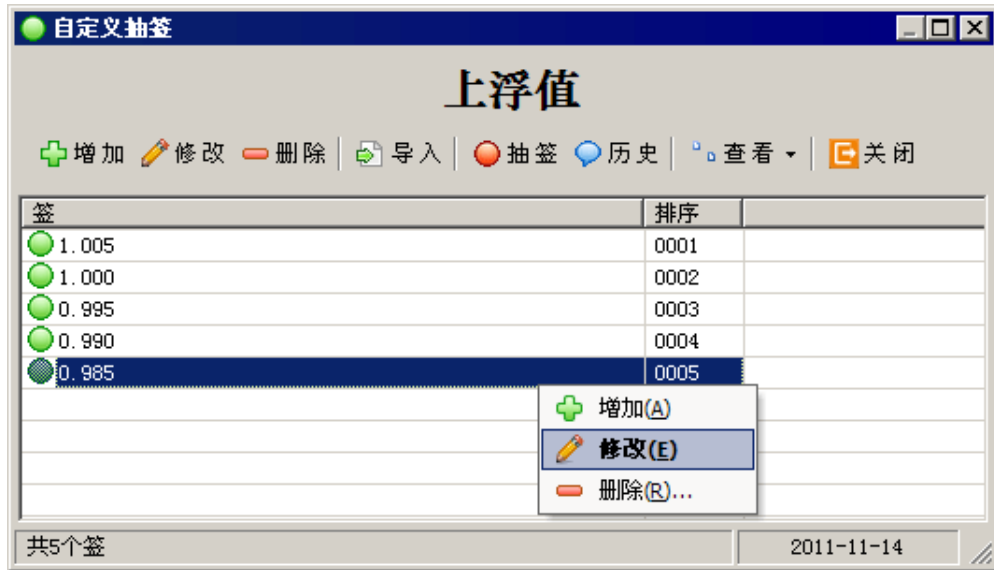 自定义抽签
上浮值
增加 修改 删除 导入 抽签 历史 查看 关闭
签 排序
1.005 0001
1.000 0002
0.995 0003
0.990 0004
0.985 0005
增加(A)
修改(E)
删除(R)...
共5个签 2011-11-14